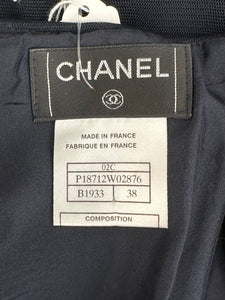 CHANEL
MADE IN FRANCE
FABRIQUE EN FRANCE
02C
P18712W02876
B1933 38
COMPOSITION